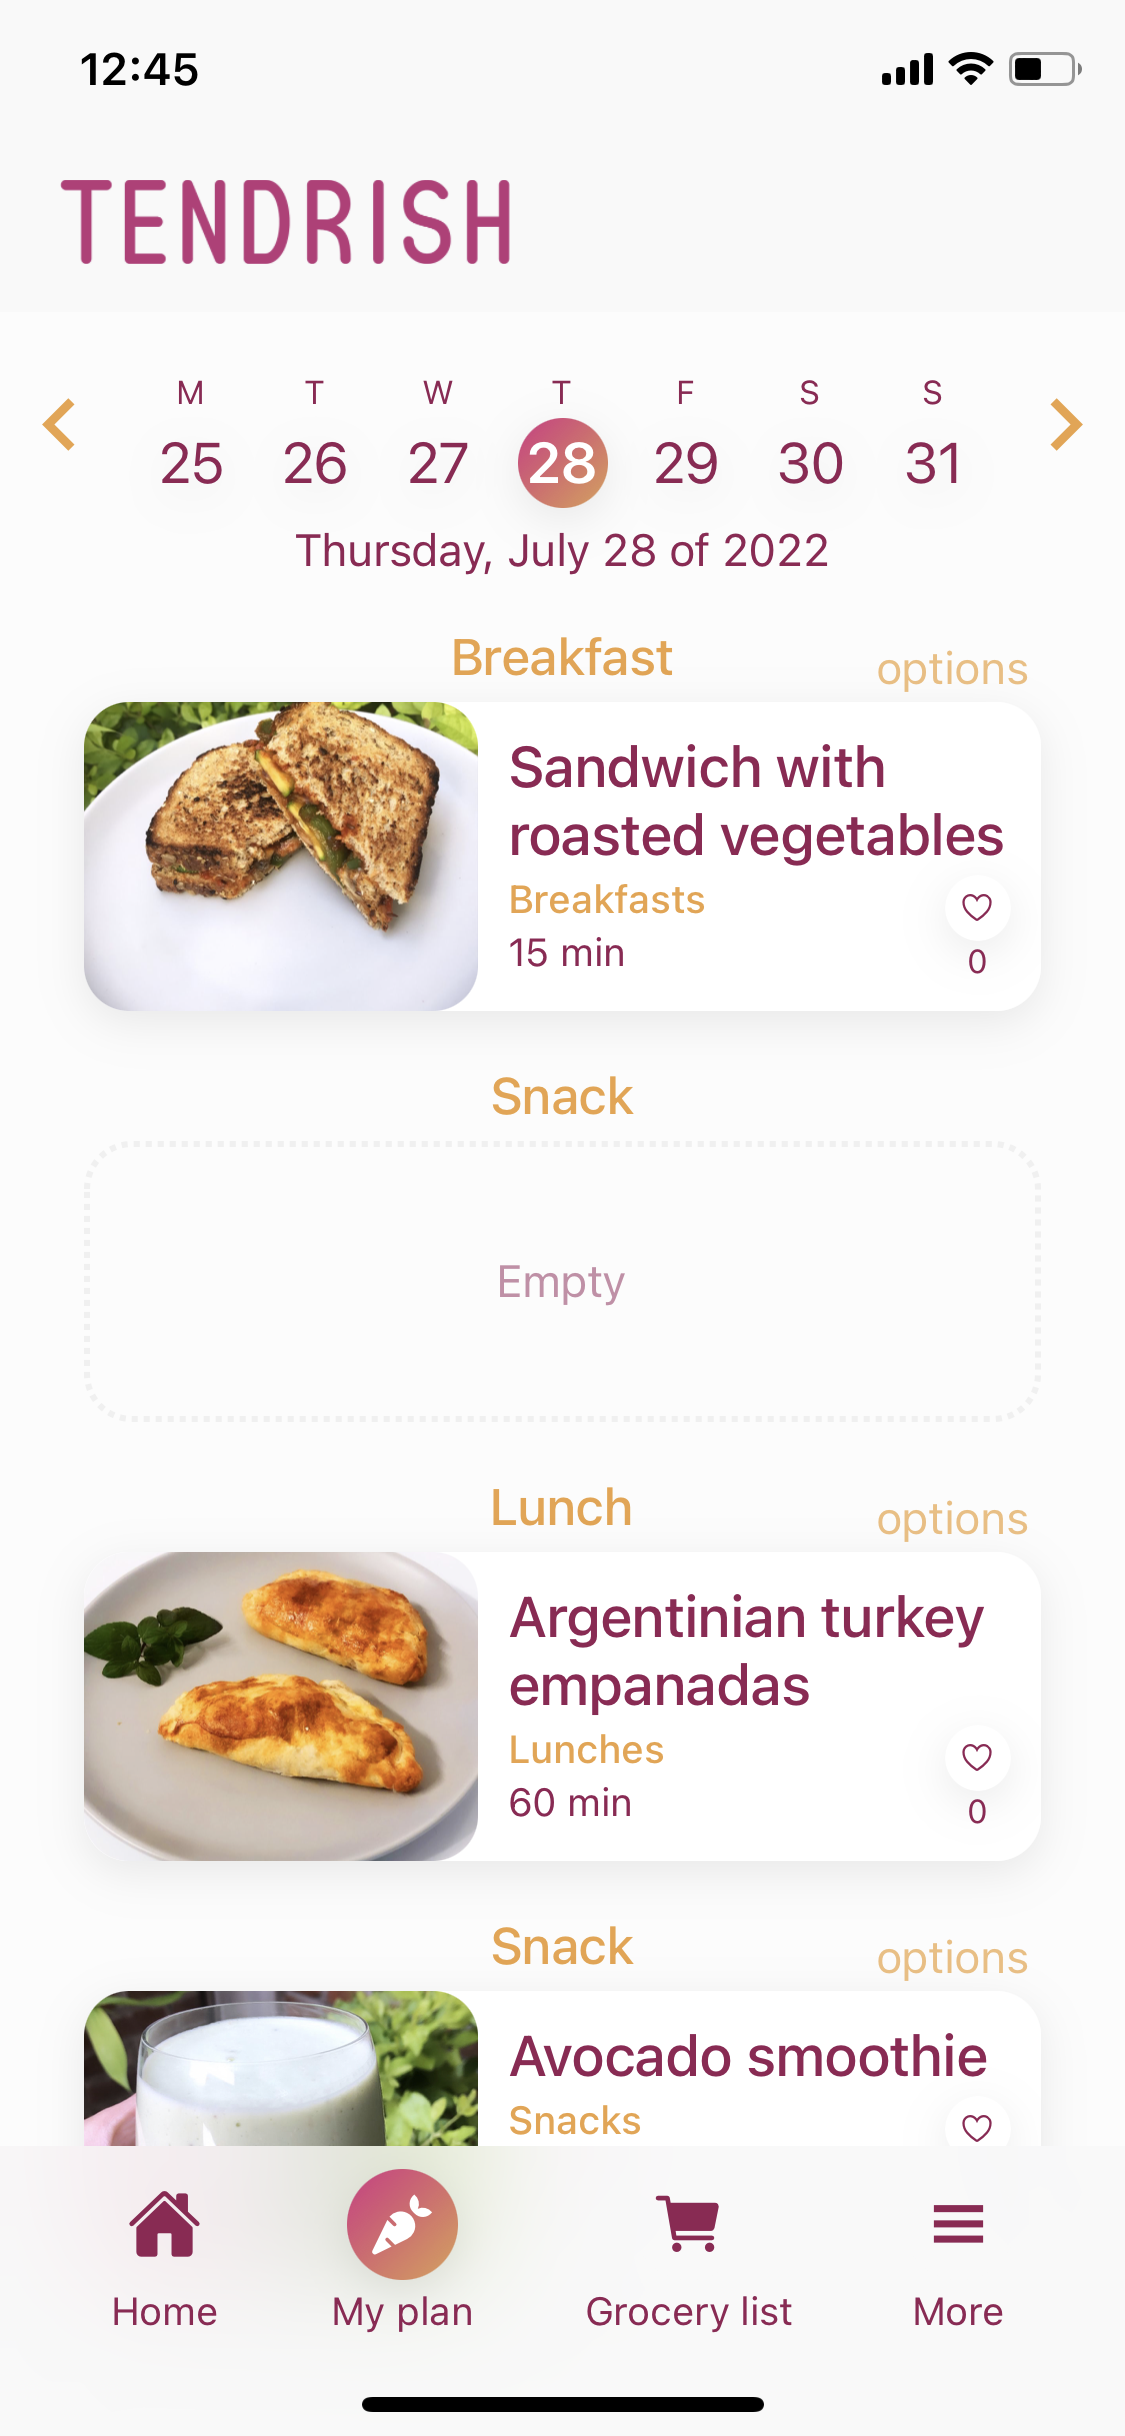 12:45
TENDRISH
M T W T F S S
25 26 27 28 29 30 31
Thursday, July 28 of 2022
Breakfast
options
Sandwich with
roasted vegetables
Breakfasts
15 min
0
Snack
Empty
Lunch
options
Argentinian turkey
empanadas
Lunches
60 min
0
Snack
options
Avocado smoothie
Snacks
Home
My plan
Grocery list
More